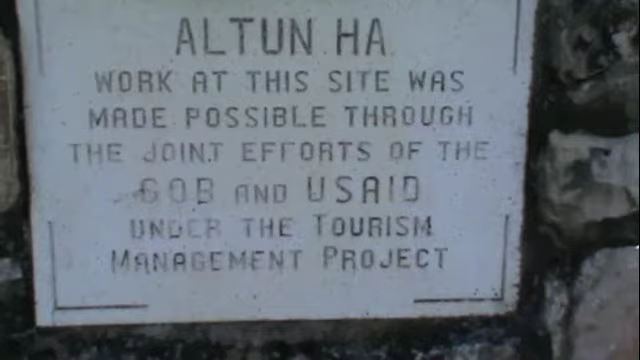 ALTUN HA
WORK AT THIS SITE WAS
MADE POSSIBLE THROUGH
THE JOINT EFFORTS OF THE
GOB AND USAID
UNDER THE TOURISM
MANAGEMENT PROJECT